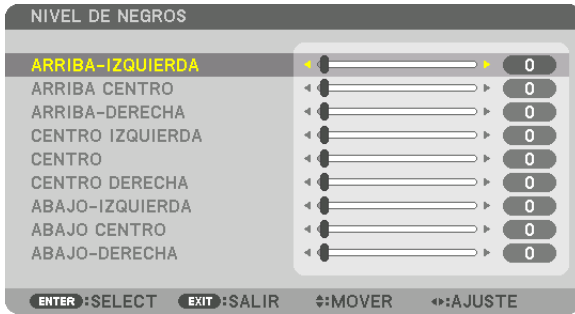 NIVEL DE NEGROS
ARRIBA-IZQUIERDA 0
ARRIBA CENTRO 0
ARRIBA-DERECHA 0
CENTRO IZQUIERDA 0
CENTRO 0
CENTRO DERECHA 0
ABAJO-IZQUIERDA 0
ABAJO CENTRO 0
ABAJO-DERECHA 0
ENTER:SELECT EXIT:SALIR :MOVER :AJUSTE